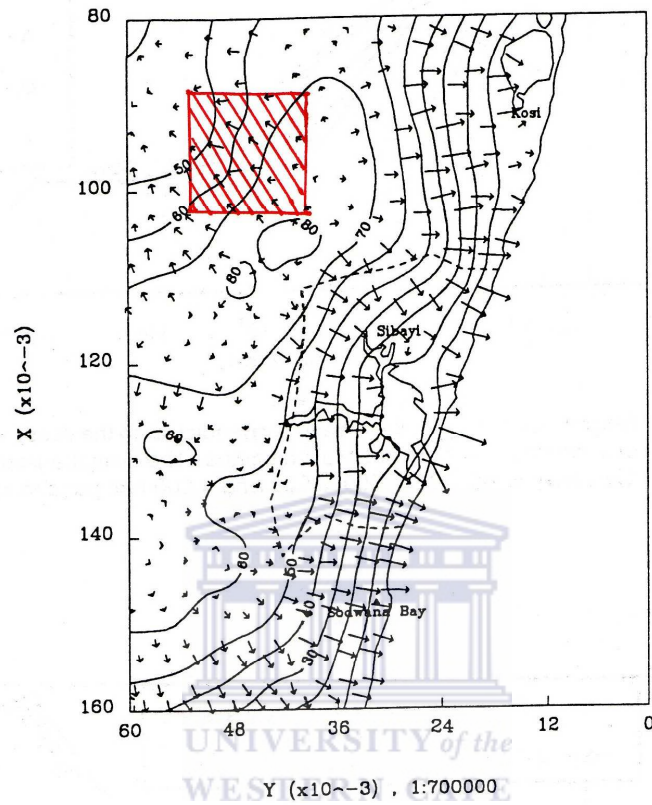 80
Kosi
50
100
60
80
70
80
X (x10^-3)
Sibayi
120
60
140
60
50
40
Sodwana Bay
30
160
60 48 36 24 12 0
UNIVERSITY of the
WESTERN CAPE
Y (x10^-3) , 1:700000